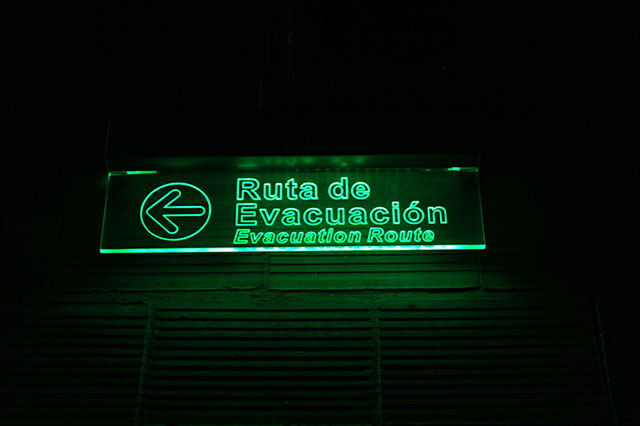 Ruta de
Evacuación
Evacuation Route